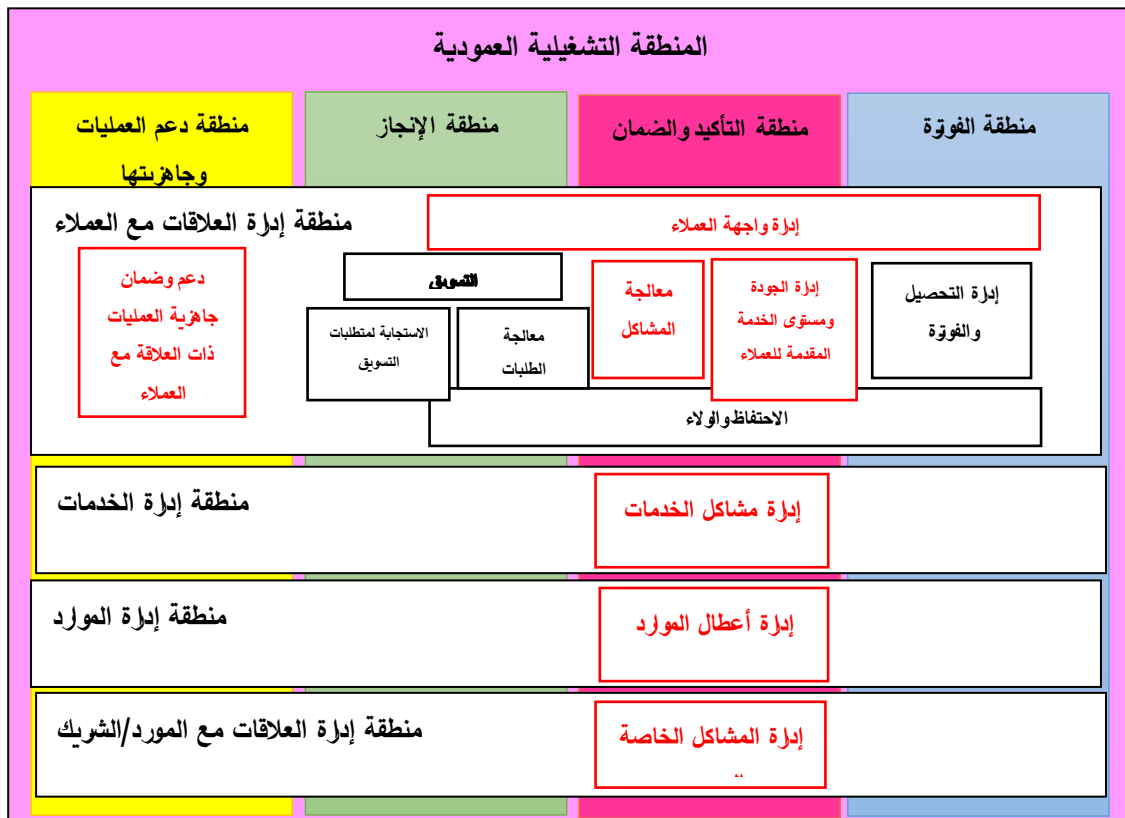 المنطقة التشغيلية العمودية
منطقة الفوترة
منطقة التأكيد والضمان
منطقة الإنجاز
منطقة دعم العمليات
وجاهزيتها
إدارة واجهة العملاء
منطقة إدارة العلاقات مع العملاء
التسويق
إدارة التحصيل
والفوترة
إدارة الجودة
ومستوى الخدمة
المقدمة للعملاء
معالجة
المشاكل
معالجة
الطلبات
الاستجابة لمتطلبات
التسويق
دعم وضمان
جاهزية العمليات
ذات العلاقة مع
العملاء
الاحتفاظ والولاء
إدارة مشاكل الخدمات
منطقة إدارة الخدمات
إدارة أعطال الموارد
منطقة إدارة الموارد
إدارة المشاكل الخاصة
منطقة إدارة العلاقات مع المورد/الشريك